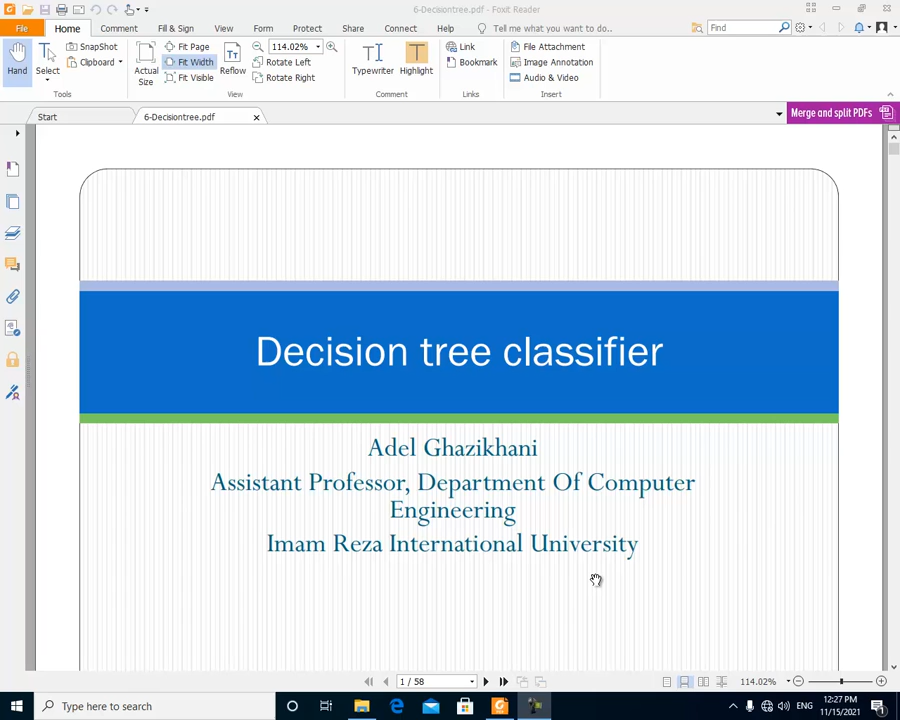 6-Decisiontree.pdf - Foxit Reader
File Home Comment Fill & Sign View Form Protect Share Connect Help Tell me what you want to do.. Find
SnapShot Fit Page 114.02% Link File Attachment
Clipboard Fit Width Rotate Left Bookmark Image Annotation
Hand Select Actual Size Fit Visible Reflow Rotate Right Typewriter Highlight Audio & Video
Tools View Comment Links Insert
Start 6-Decisiontree.pdf Merge and split PDFs
Decision tree classifier
Adel Ghazikhani
Assistant Professor, Department Of Computer
Engineering
Imam Reza International University
1 / 58 114.02%
Type here to search ENG 12:27 PM
11/15/2021